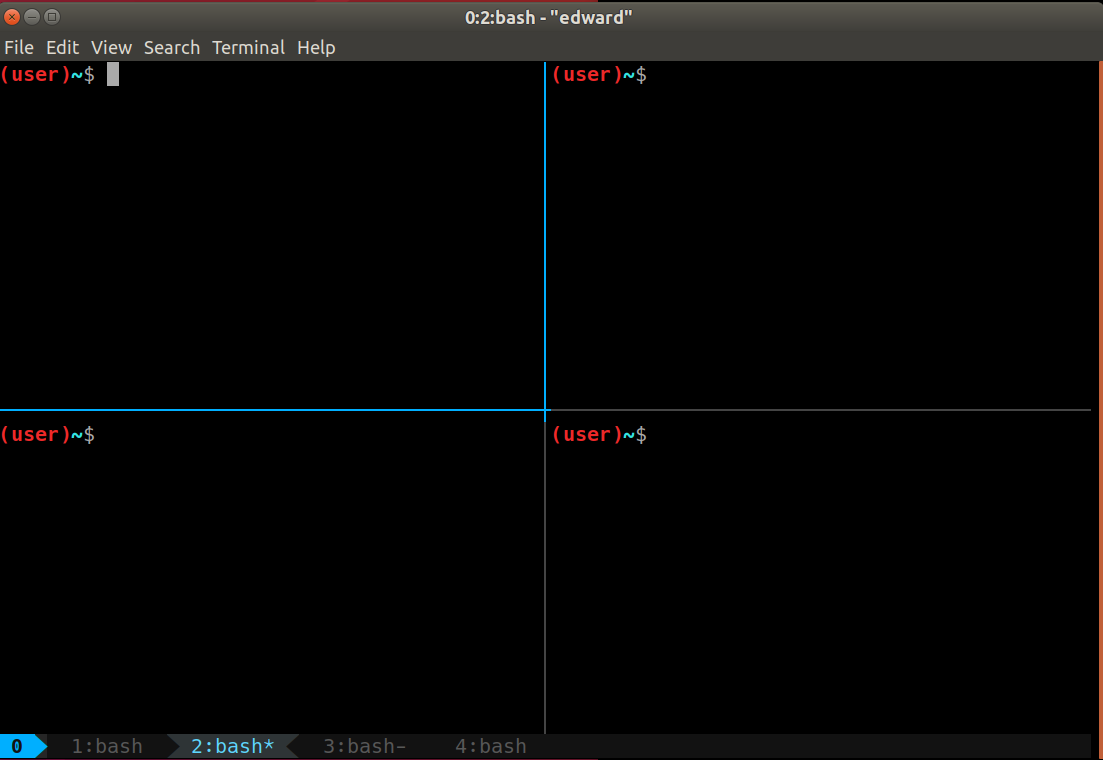 0:2:bash - "edward"
File Edit View Search Terminal Help
(user)~$
(user)~$
(user)~$
(user)~$
0 1:bash 2:bash* 3:bash- 4:bash